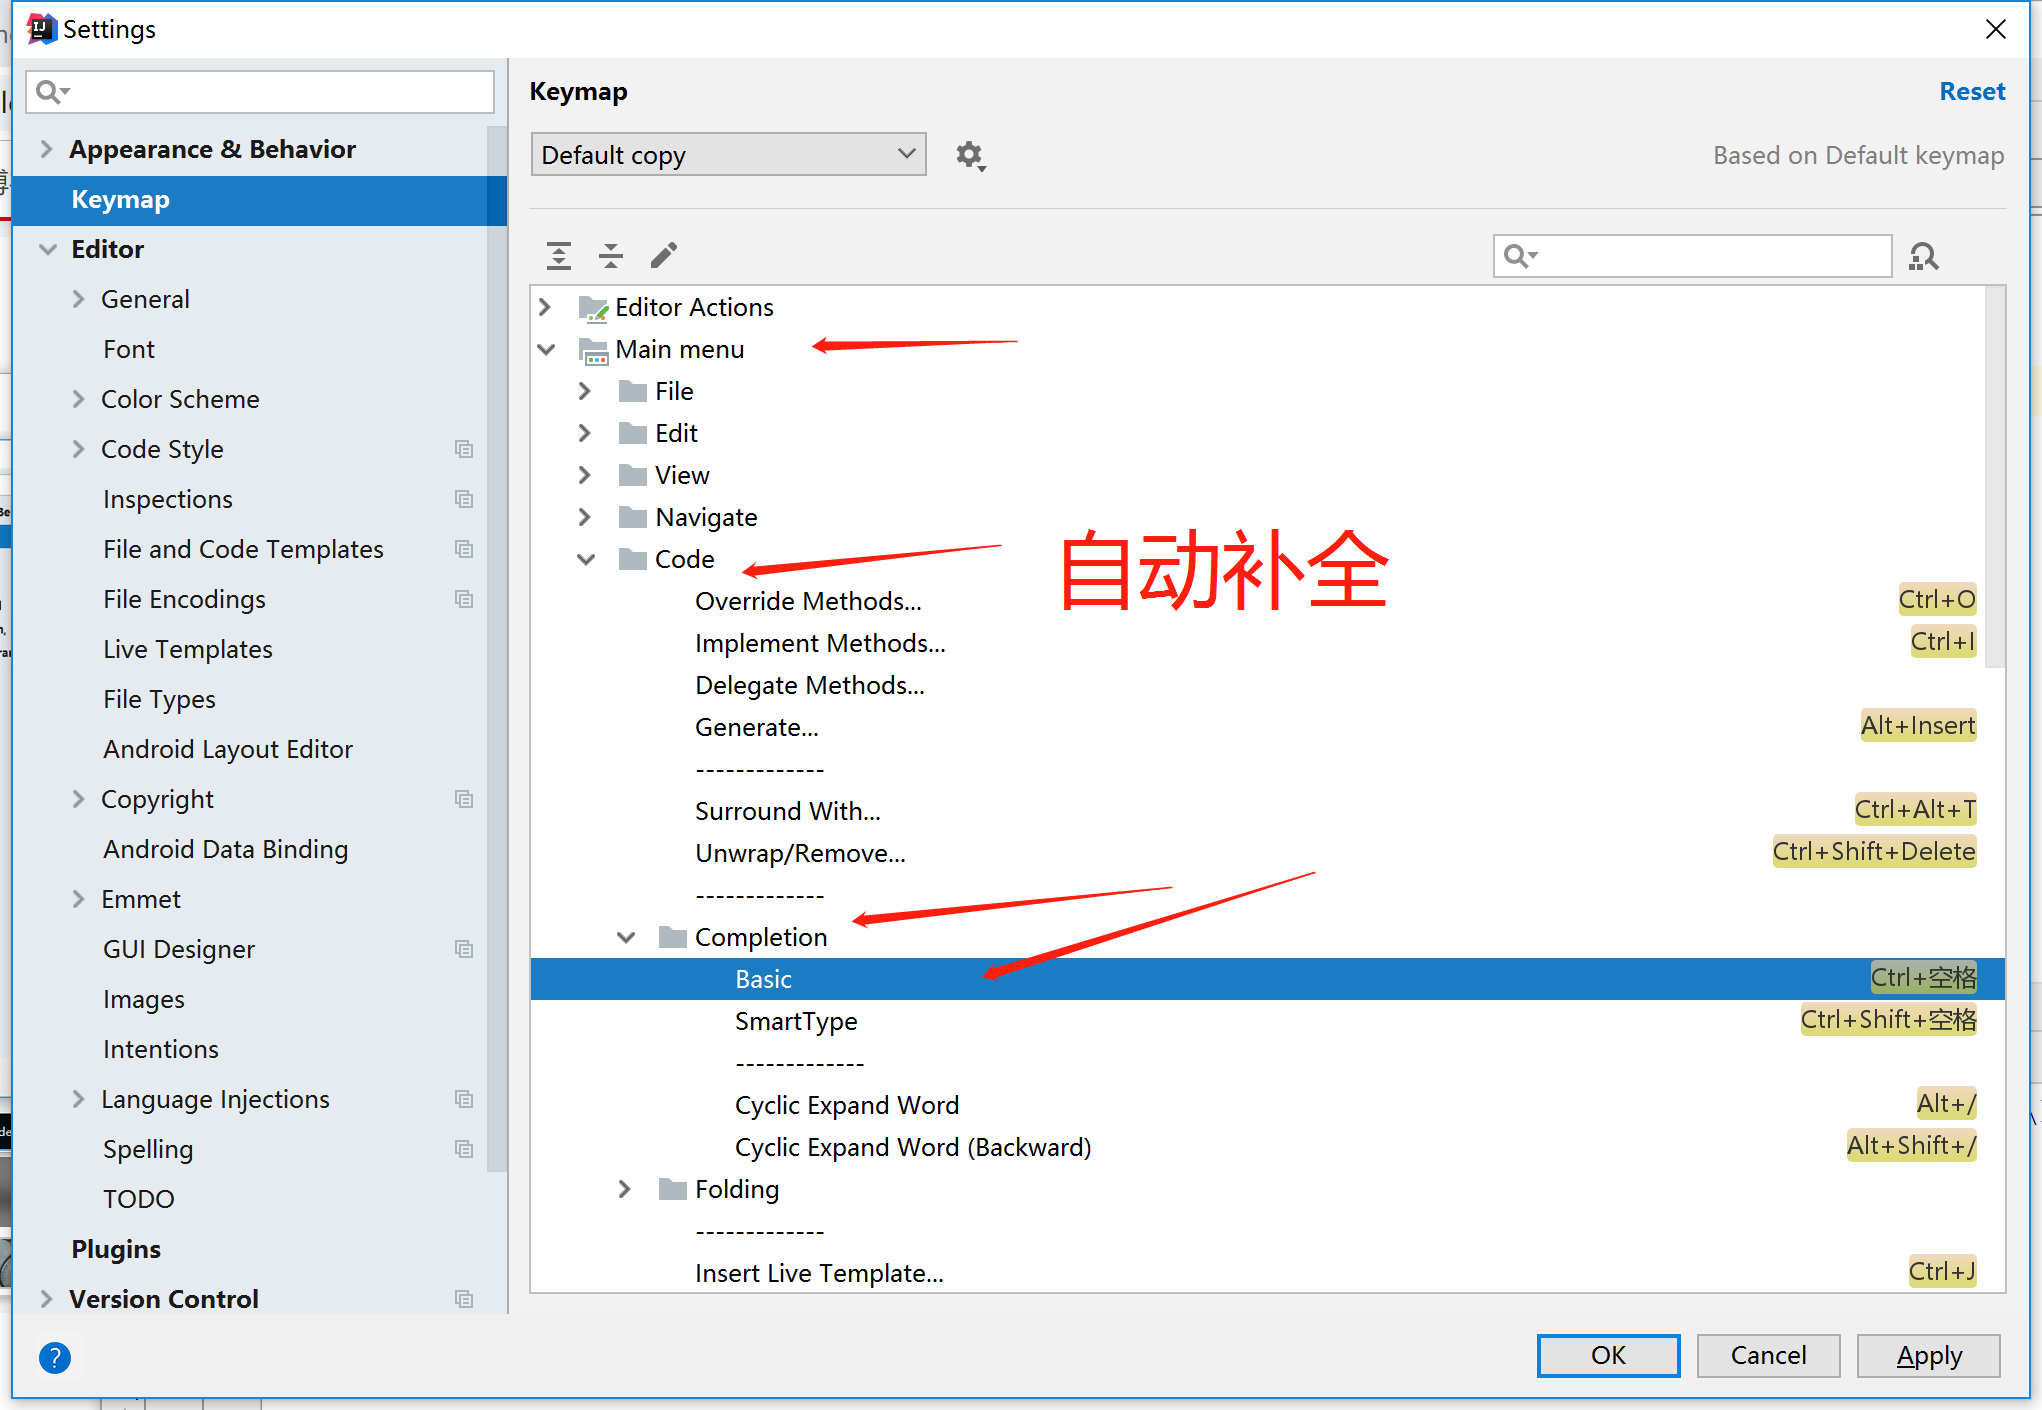 Settings
Appearance & Behavior
Keymap
Editor
General
Font
Color Scheme
Code Style
Inspections
File and Code Templates
File Encodings
Live Templates
File Types
Android Layout Editor
Copyright
Android Data Binding
Emmet
GUI Designer
Images
Intentions
Language Injections
Spelling
TODO
Plugins
Version Control
Keymap
Reset
Default copy
Based on Default keymap
Editor Actions
Main menu
File
Edit
View
Navigate
Code
自动补全
Override Methods... Ctrl+O
Implement Methods... Ctrl+I
Delegate Methods...
Generate... Alt+Insert
-------------
Surround With... Ctrl+Alt+T
Unwrap/Remove... Ctrl+Shift+Delete
-------------
Completion
Basic Ctrl+空格
SmartType Ctrl+Shift+空格
-------------
Cyclic Expand Word Alt+/
Cyclic Expand Word (Backward) Alt+Shift+/
Folding
-------------
Insert Live Template... Ctrl+J
?
OK
Cancel
Apply